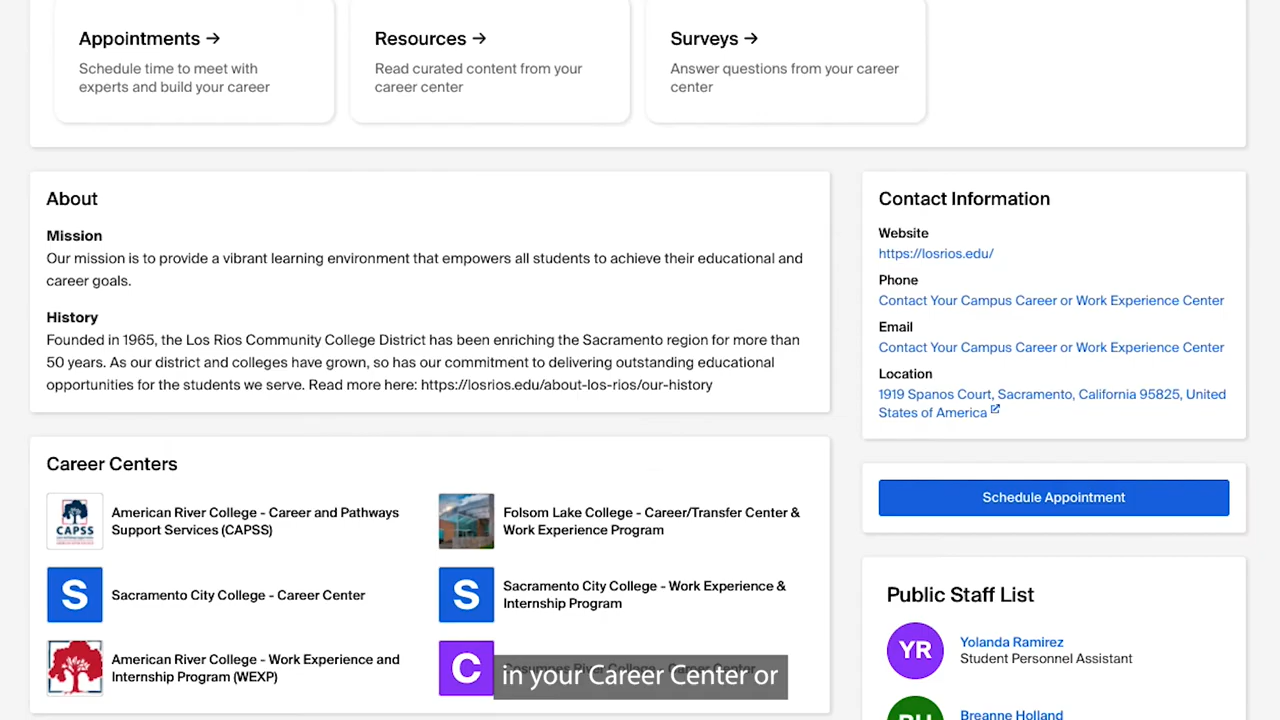 Appointments →
Schedule time to meet with
experts and build your career
Resources →
Read curated content from your
career center
Surveys →
Answer questions from your career
center
About
Mission
Our mission is to provide a vibrant learning environment that empowers all students to achieve their educational and
career goals.
History
Founded in 1965, the Los Rios Community College District has been enriching the Sacramento region for more than
50 years. As our district and colleges have grown, so has our commitment to delivering outstanding educational
opportunities for the students we serve. Read more here: https://losrios.edu/about-los-rios/our-history
Career Centers
CAPSS
American River College - Career and Pathways
Support Services (CAPSS)
Folsom Lake College - Career/Transfer Center &
Work Experience Program
S
Sacramento City College - Career Center
S
Sacramento City College - Work Experience &
Internship Program
American River College - Work Experience and
Internship Program (WEXP)
C
Cosumnes River College - Career Center
in your Career Center or
Contact Information
Website
https://losrios.edu/
Phone
Contact Your Campus Career or Work Experience Center
Email
Contact Your Campus Career or Work Experience Center
Location
1919 Spanos Court, Sacramento, California 95825, United
States of America
Schedule Appointment
Public Staff List
YR
Yolanda Ramirez
Student Personnel Assistant
BH
Breanne Holland